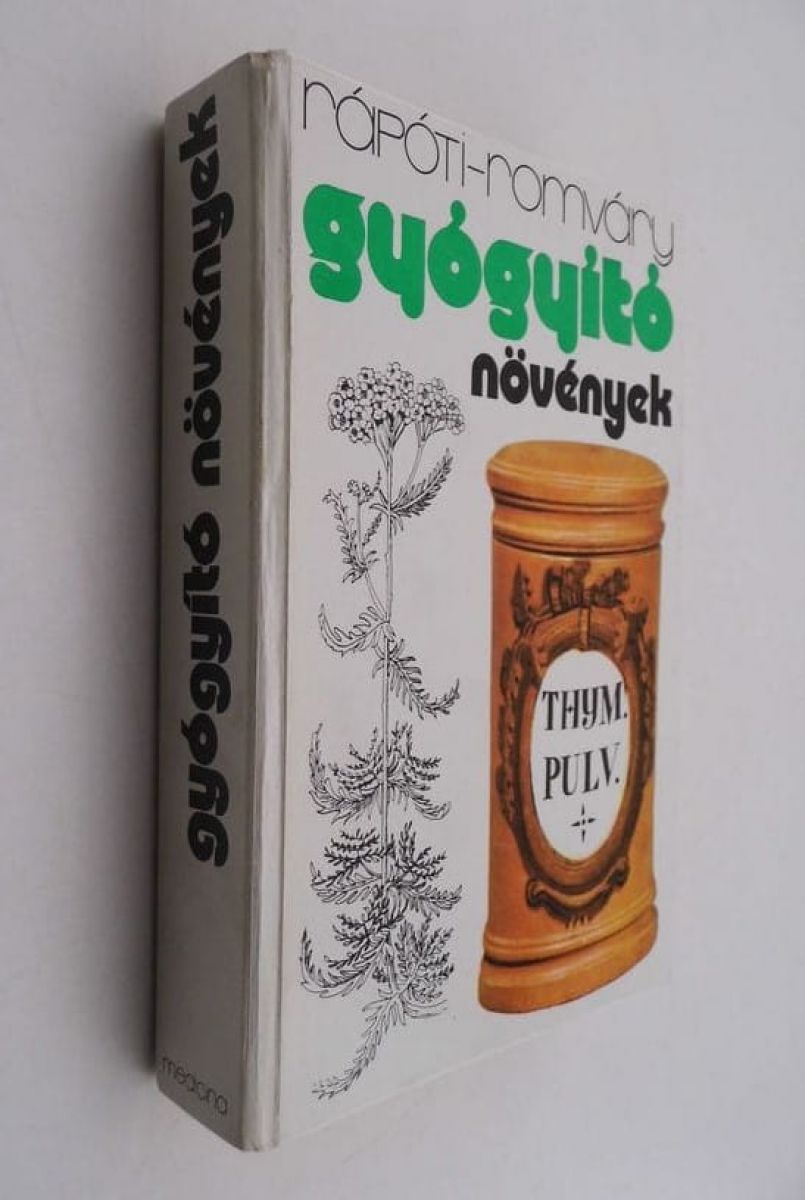 gyógyító növények
medicina
rápóti-romváry
gyógyító
növények
THYM.
PULV.